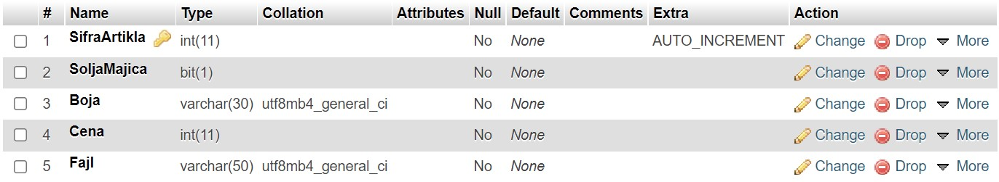 # Name Type Collation Attributes Null Default Comments Extra Action
1 SifraArtikla int(11) No None AUTO_INCREMENT Change Drop More
2 SoljaMajica bit(1) No None Change Drop More
3 Boja varchar(30) utf8mb4_general_ci No None Change Drop More
4 Cena int(11) No None Change Drop More
5 Fajl varchar(50) utf8mb4_general_ci No None Change Drop More